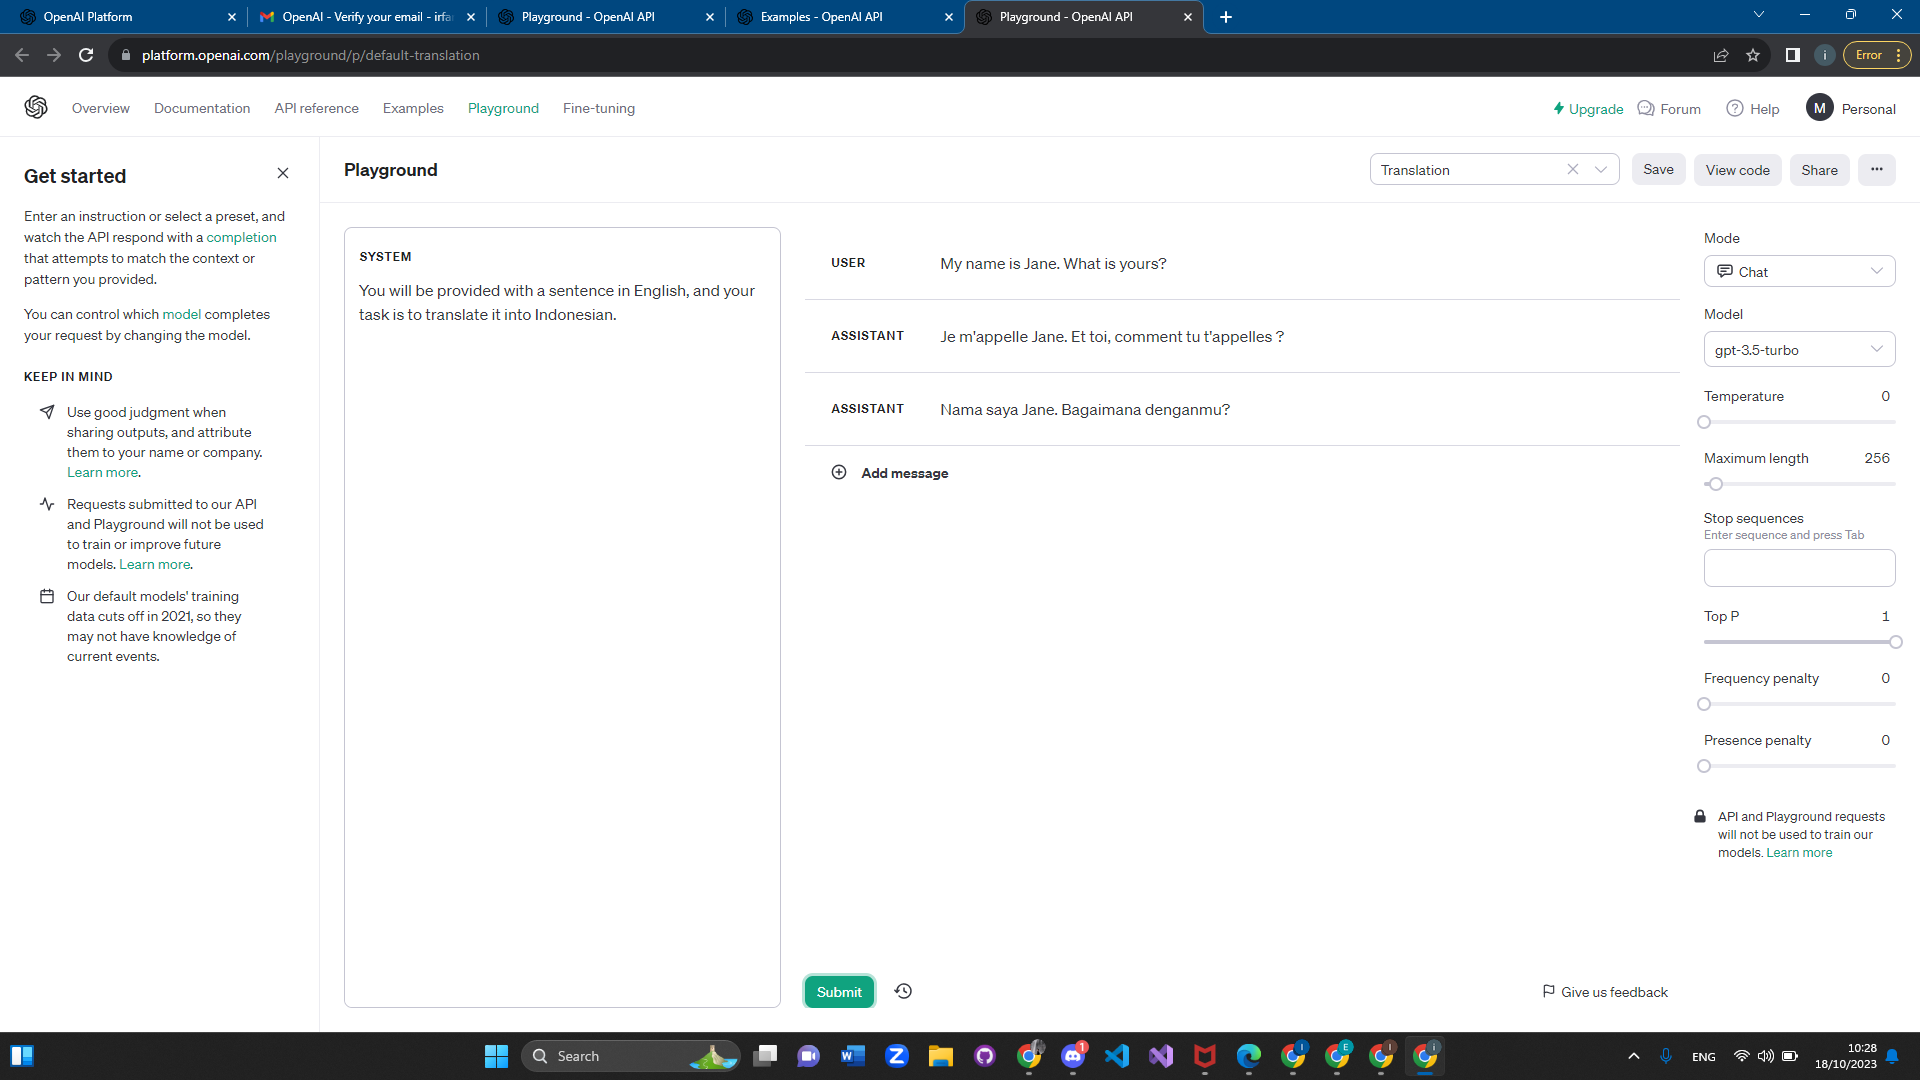 OpenAI Platform
OpenAI - Verify your email - irfa
Playground - OpenAI API
Examples - OpenAI API
Playground - OpenAI API
platform.openai.com/playground/p/default-translation
i
Error
Overview
Documentation
API reference
Examples
Playground
Fine-tuning
Upgrade
Forum
Help
M
Personal
Get started
Enter an instruction or select a preset, and
watch the API respond with a completion
that attempts to match the context or
pattern you provided.
You can control which model completes
your request by changing the model.
KEEP IN MIND
Use good judgment when
sharing outputs, and attribute
them to your name or company.
Learn more.
Requests submitted to our API
and Playground will not be used
to train or improve future
models. Learn more.
Our default models' training
data cuts off in 2021, so they
may not have knowledge of
current events.
Playground
Translation
Save
View code
Share
SYSTEM
You will be provided with a sentence in English, and your
task is to translate it into Indonesian.
USER
My name is Jane. What is yours?
ASSISTANT
Je m'appelle Jane. Et toi, comment tu t'appelles ?
ASSISTANT
Nama saya Jane. Bagaimana denganmu?
Add message
Submit
Give us feedback
Mode
Chat
Model
gpt-3.5-turbo
Temperature 0
Maximum length 256
Stop sequences
Enter sequence and press Tab
Top P 1
Frequency penalty 0
Presence penalty 0
API and Playground requests
will not be used to train our
models. Learn more
Search
1
ENG
10:28
18/10/2023